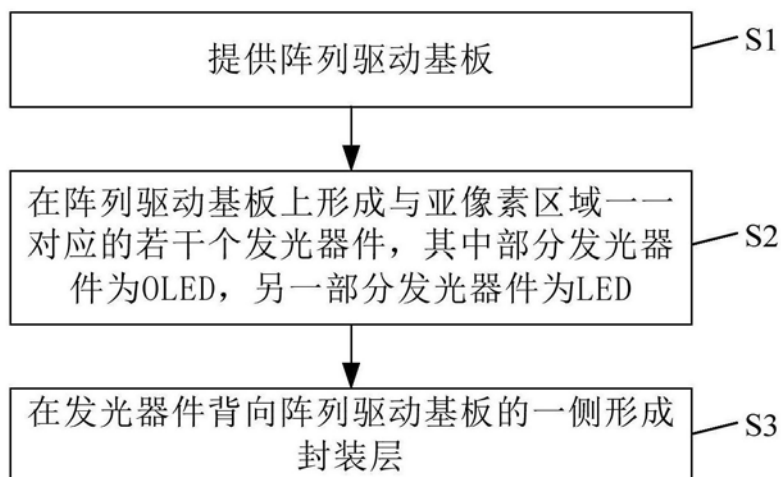 提供阵列驱动基板
S1
在阵列驱动基板上形成与亚像素区域一一
对应的若干个发光器件，其中部分发光器
件为OLED，另一部分发光器件为LED
S2
在发光器件背向阵列驱动基板的一侧形成
封装层
S3